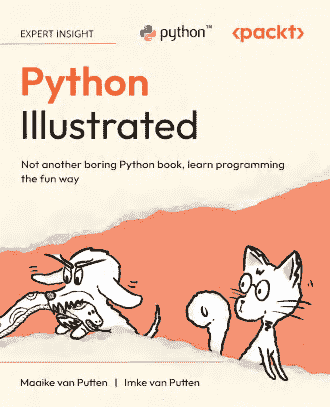 EXPERT INSIGHT
python™
<packt>
Python
Illustrated
Not another boring Python book, learn programming
the fun way
Maaike van Putten | Imke van Putten